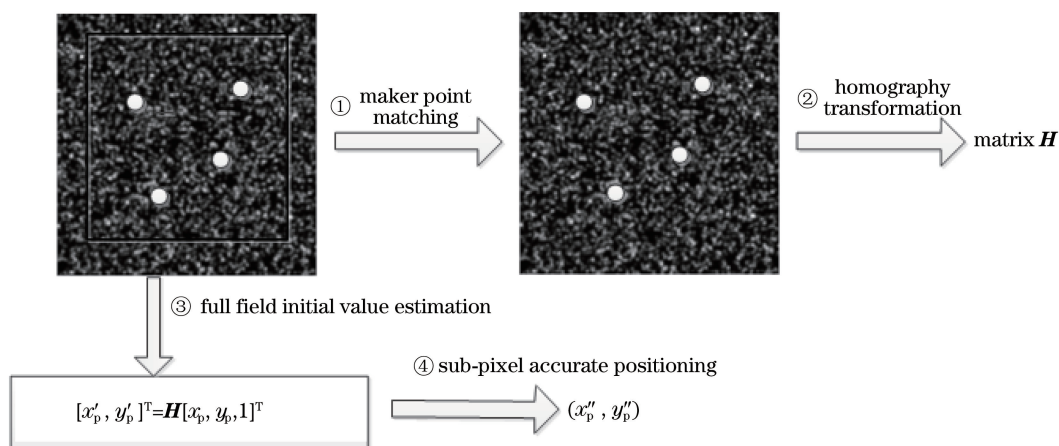 ① maker point
matching
② homography
transformation
matrix H
③ full field initial value estimation
④ sub-pixel accurate positioning
[x′ₚ, y′ₚ]ᵀ=H[xₚ, yₚ,1]ᵀ
(x″ₚ, y″ₚ)